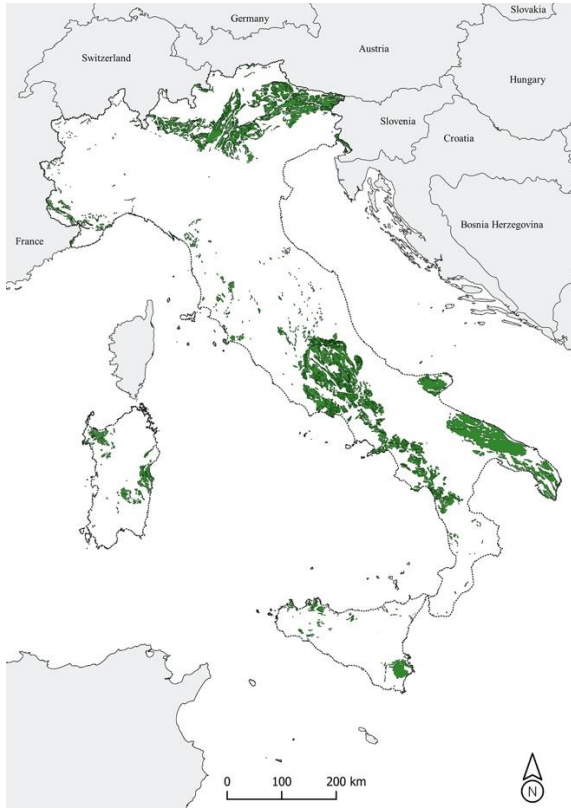 Slovakia
Germany
Austria
Switzerland
Hungary
Slovenia
Croatia
Bosnia Herzegovina
France
0 100 200 km
N